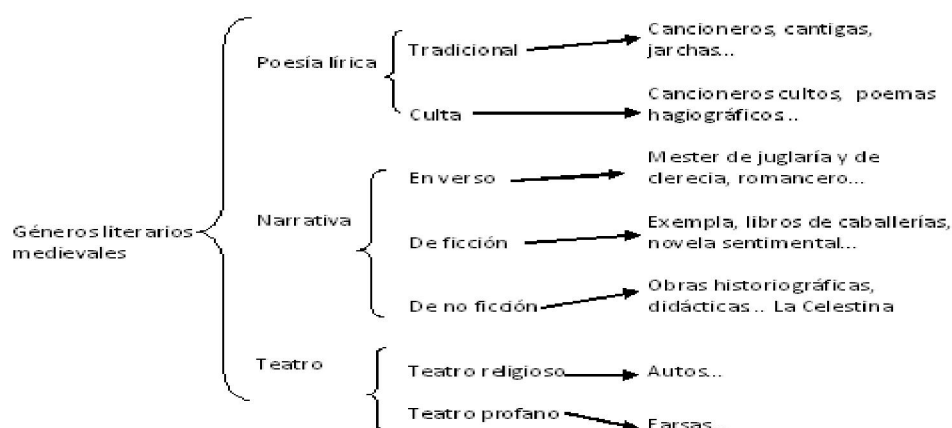 Géneros literarios
medievales
Poesía lírica
Tradicional
Cancioneros, cantigas,
jarchas...
Culta
Cancioneros cultos, poemas
hagiográficos...
Narrativa
En verso
Mester de juglaría y de
clerecia, romancero...
De ficción
Exempla, libros de caballerías,
novela sentimental...
De no ficción
Obras historiográficas,
didácticas... La Celestina
Teatro
Teatro religioso
Autos...
Teatro profano
Farsas...